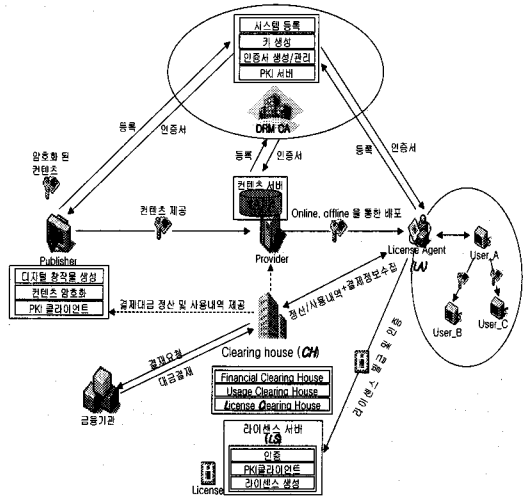 시스템 등록
키 생성
인증서 생성/관리
PKI 서버
DRM CA
등록
인증서
등록
인증서
등록
인증서
암호화 된
컨텐츠
컨텐츠 서버
컨텐츠 제공
Online, offline 을 통한 배포
Publisher
Provider
License Agent
(LA)
User_A
User_B
User_C
디지털 창작물 생성
컨텐츠 암호화
PKI 클라이언트
결제대금 정산 및 사용내역 제공
정산/사용내역+결제정보수집
Clearing house (CH)
결제요청
대금결제
금융기관
Financial Clearing House
Usage Clearing House
License Clearing House
라이센스 발급 및 인증
라이센스 서버
(LS)
인증
PKI클라이언트
라이센스 생성
License